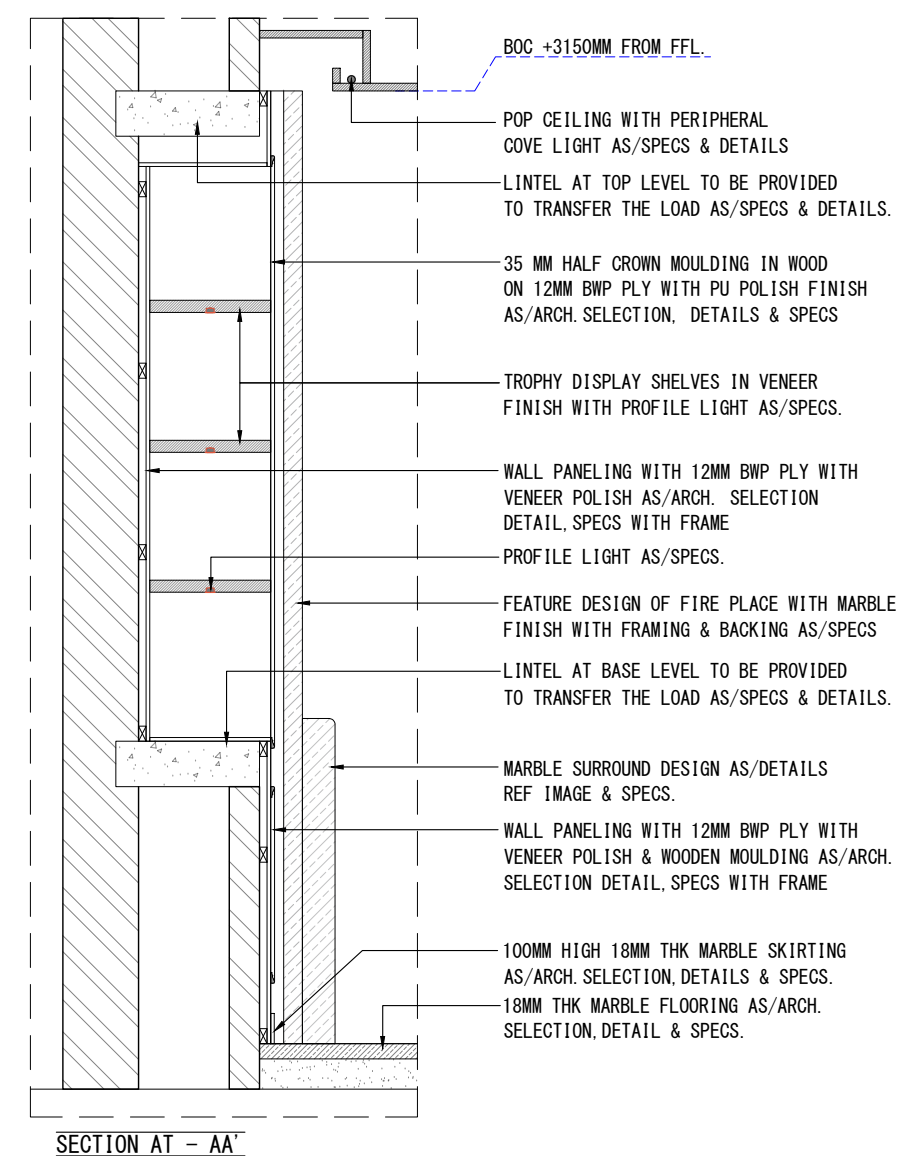 BOC +3150MM FROM FFL.
POP CEILING WITH PERIPHERAL
COVE LIGHT AS/SPECS & DETAILS
LINTEL AT TOP LEVEL TO BE PROVIDED
TO TRANSFER THE LOAD AS/SPECS & DETAILS.
35 MM HALF CROWN MOULDING IN WOOD
ON 12MM BWP PLY WITH PU POLISH FINISH
AS/ARCH. SELECTION, DETAILS & SPECS
TROPHY DISPLAY SHELVES IN VENEER
FINISH WITH PROFILE LIGHT AS/SPECS.
WALL PANELING WITH 12MM BWP PLY WITH
VENEER POLISH AS/ARCH. SELECTION
DETAIL, SPECS WITH FRAME
PROFILE LIGHT AS/SPECS.
FEATURE DESIGN OF FIRE PLACE WITH MARBLE
FINISH WITH FRAMING & BACKING AS/SPECS
LINTEL AT BASE LEVEL TO BE PROVIDED
TO TRANSFER THE LOAD AS/SPECS & DETAILS.
MARBLE SURROUND DESIGN AS/DETAILS
REF IMAGE & SPECS.
WALL PANELING WITH 12MM BWP PLY WITH
VENEER POLISH & WOODEN MOULDING AS/ARCH.
SELECTION DETAIL, SPECS WITH FRAME
100MM HIGH 18MM THK MARBLE SKIRTING
AS/ARCH. SELECTION, DETAILS & SPECS.
18MM THK MARBLE FLOORING AS/ARCH.
SELECTION, DETAIL & SPECS.
SECTION AT - AA'